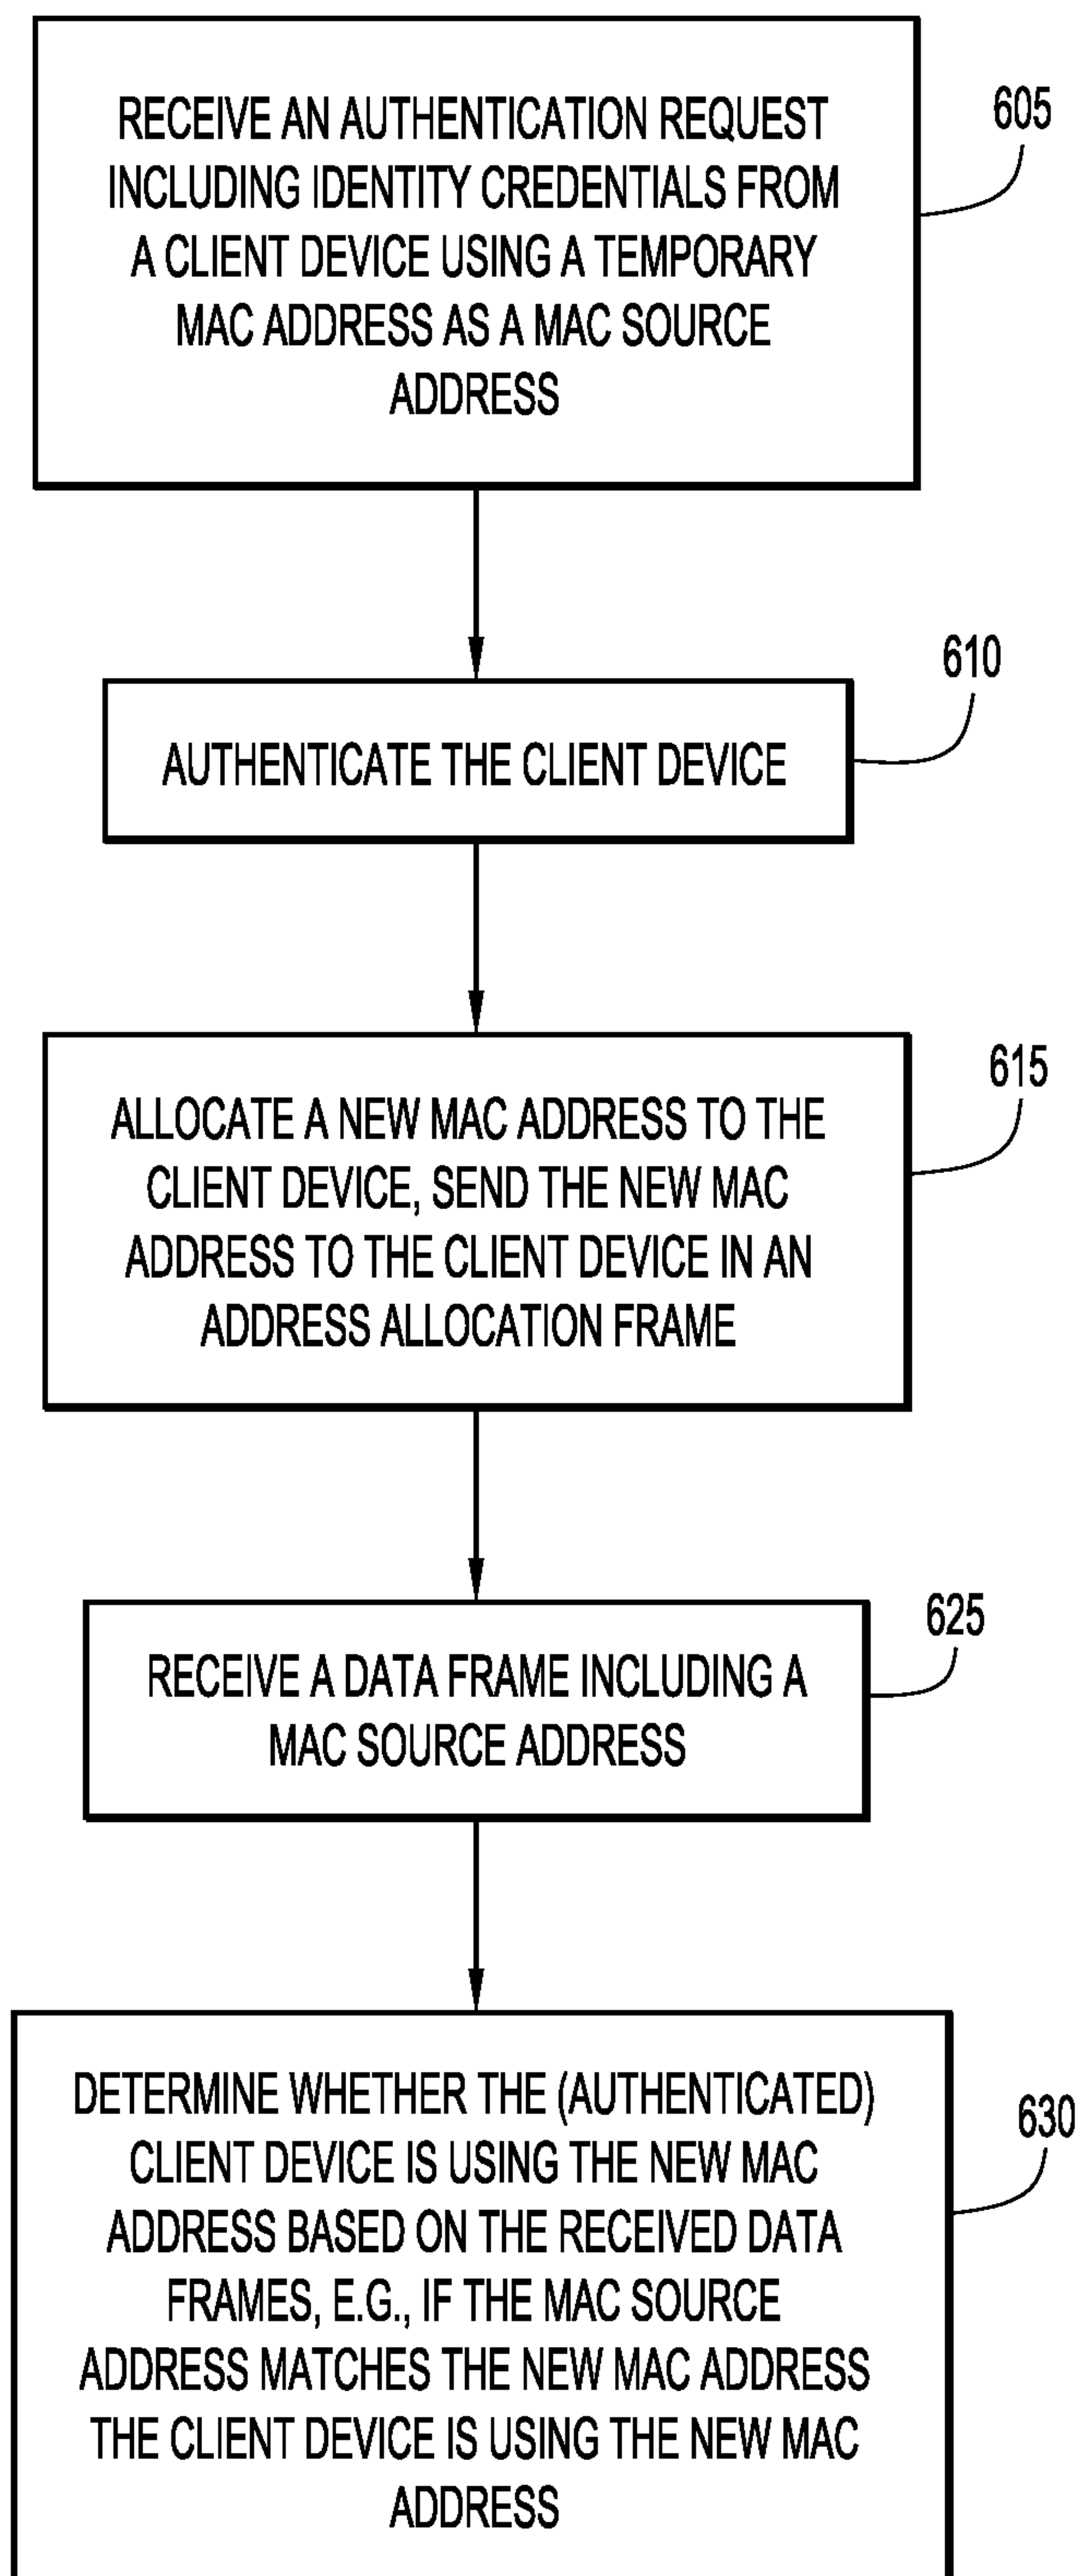 RECEIVE AN AUTHENTICATION REQUEST
INCLUDING IDENTITY CREDENTIALS FROM
A CLIENT DEVICE USING A TEMPORARY
MAC ADDRESS AS A MAC SOURCE
ADDRESS
605
AUTHENTICATE THE CLIENT DEVICE
610
ALLOCATE A NEW MAC ADDRESS TO THE
CLIENT DEVICE, SEND THE NEW MAC
ADDRESS TO THE CLIENT DEVICE IN AN
ADDRESS ALLOCATION FRAME
615
RECEIVE A DATA FRAME INCLUDING A
MAC SOURCE ADDRESS
625
DETERMINE WHETHER THE (AUTHENTICATED)
CLIENT DEVICE IS USING THE NEW MAC
ADDRESS BASED ON THE RECEIVED DATA
FRAMES, E.G., IF THE MAC SOURCE
ADDRESS MATCHES THE NEW MAC ADDRESS
THE CLIENT DEVICE IS USING THE NEW MAC
ADDRESS
630